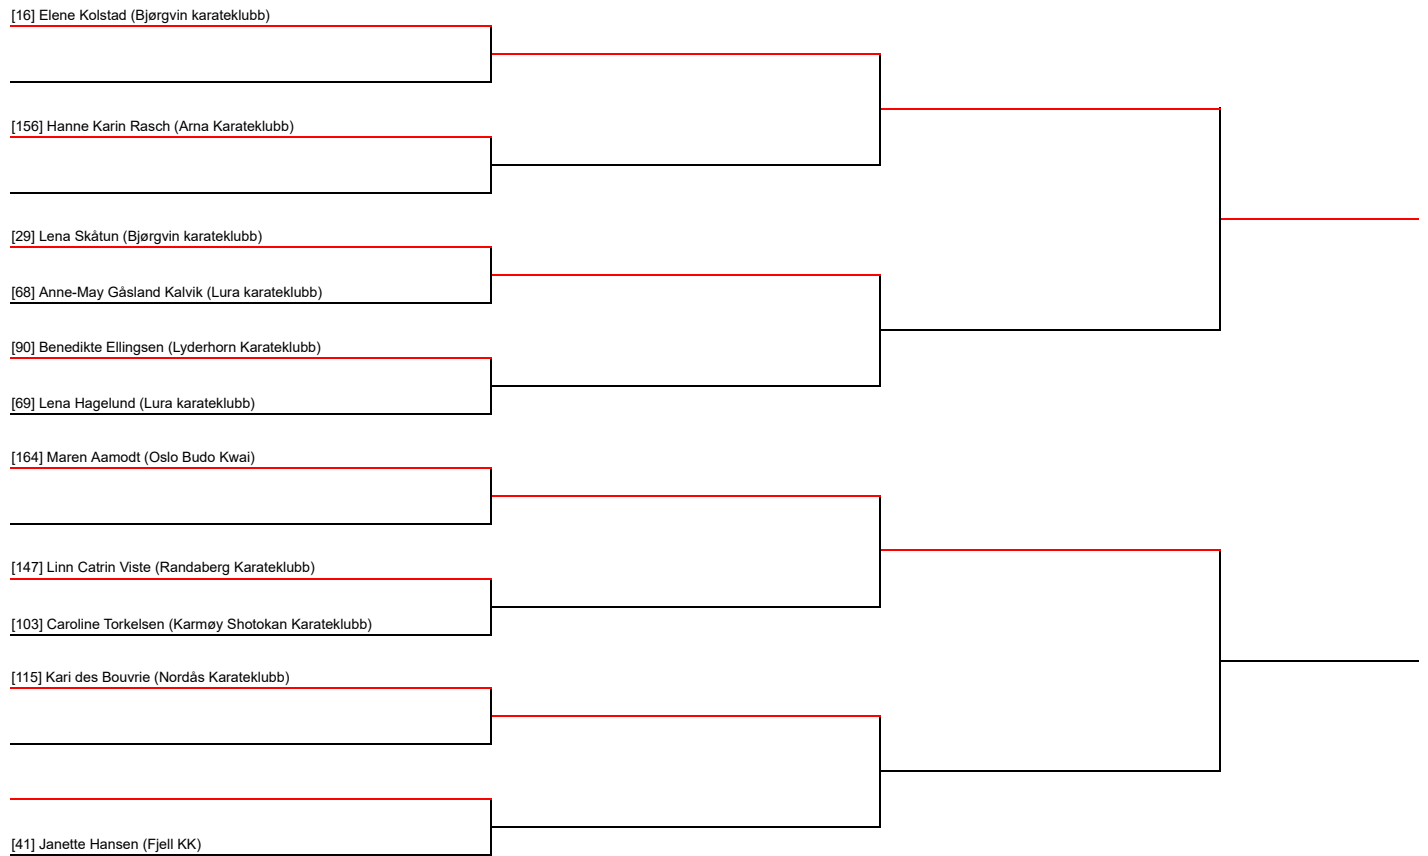 [16] Elene Kolstad (Bjørgvin karateklubb)
[156] Hanne Karin Rasch (Arna Karateklubb)
[29] Lena Skåtun (Bjørgvin karateklubb)
[68] Anne-May Gåsland Kalvik (Lura karateklubb)
[90] Benedikte Ellingsen (Lyderhorn Karateklubb)
[69] Lena Hagelund (Lura karateklubb)
[164] Maren Aamodt (Oslo Budo Kwai)
[147] Linn Catrin Viste (Randaberg Karateklubb)
[103] Caroline Torkelsen (Karmøy Shotokan Karateklubb)
[115] Kari des Bouvrie (Nordås Karateklubb)
[41] Janette Hansen (Fjell KK)